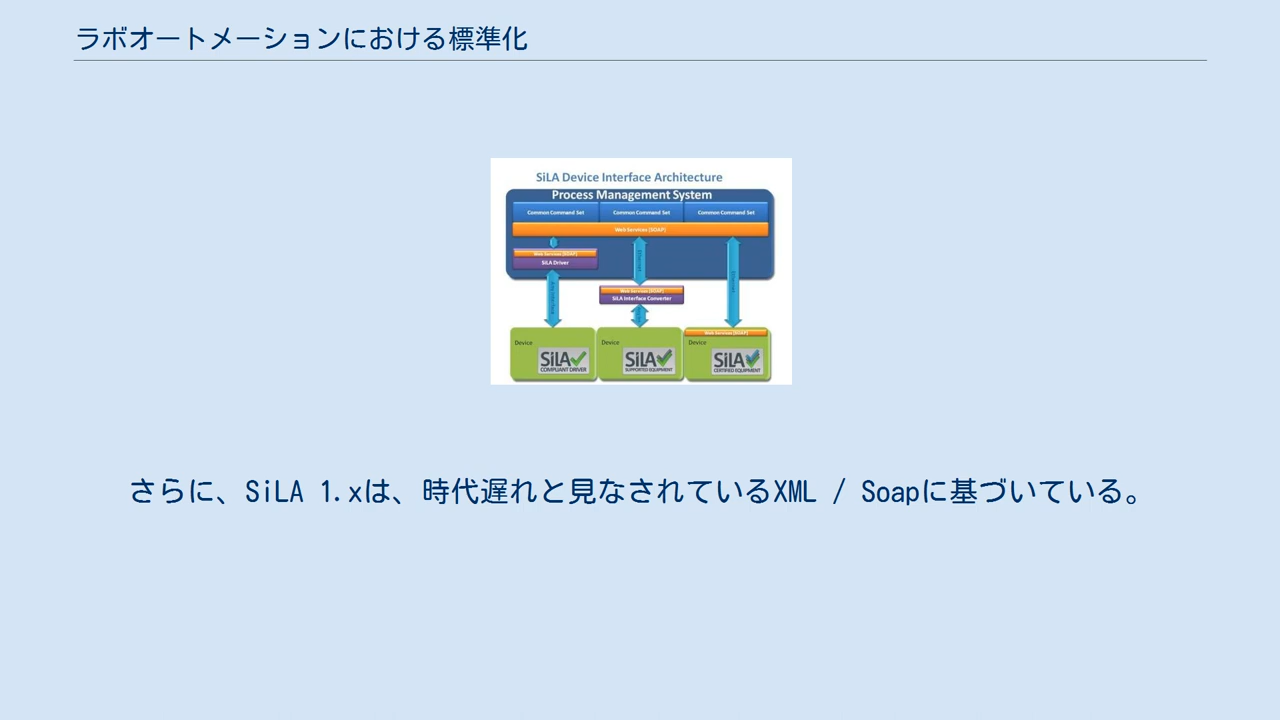 ラボオートメーションにおける標準化
SiLA Device Interface Architecture
Process Management System
Common Command Set Common Command Set Common Command Set
Web Services [SOAP]
Web Services [SOAP]
SiLA Driver
Ethernet
Ethernet
Web Services [SOAP]
SiLA Interface Converter
Web Services [SOAP]
Device Device Device
SiLA SiLA SiLA
COMPLIANT DRIVER SUPPORTED EQUIPMENT CERTIFIED EQUIPMENT
さらに、SiLA 1.xは、時代遅れと見なされているXML / Soapに基づいている。